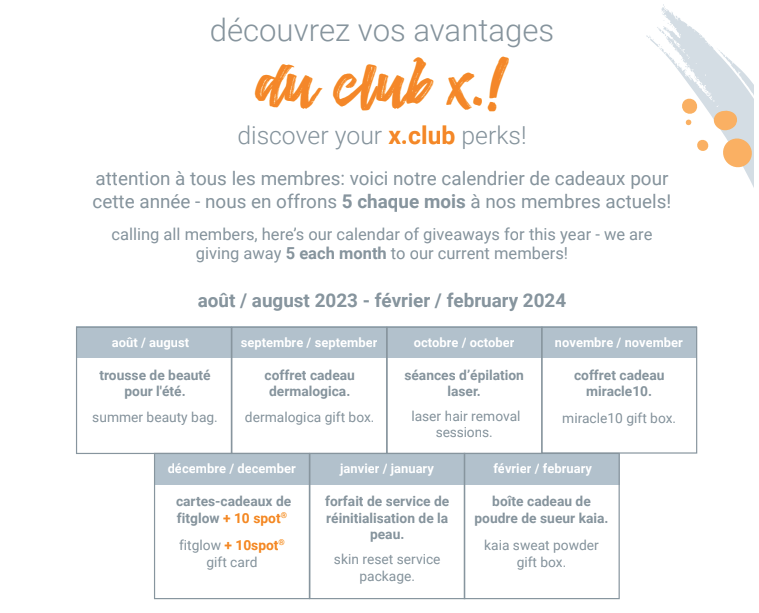 découvrez vos avantages
du club x.!
discover your x.club perks!
attention à tous les membres: voici notre calendrier de cadeaux pour
cette année - nous en offrons 5 chaque mois à nos membres actuels!
calling all members, here's our calendar of giveaways for this year - we are
giving away 5 each month to our current members!
août / august 2023 - février / february 2024
août / august
trousse de beauté
pour l'été.
summer beauty bag.
septembre / september
coffret cadeau
dermalogica.
dermalogica gift box.
octobre / october
séances d'épilation
laser.
laser hair removal
sessions.
novembre / november
coffret cadeau
miracle10.
miracle10 gift box.
décembre / december
cartes-cadeaux de
fitglow + 10 spot®
fitglow + 10spot®
gift card
janvier / january
forfait de service de
réinitialisation de la
peau.
skin reset service
package.
février / february
boîte cadeau de
poudre de sueur kaia.
kaia sweat powder
gift box.